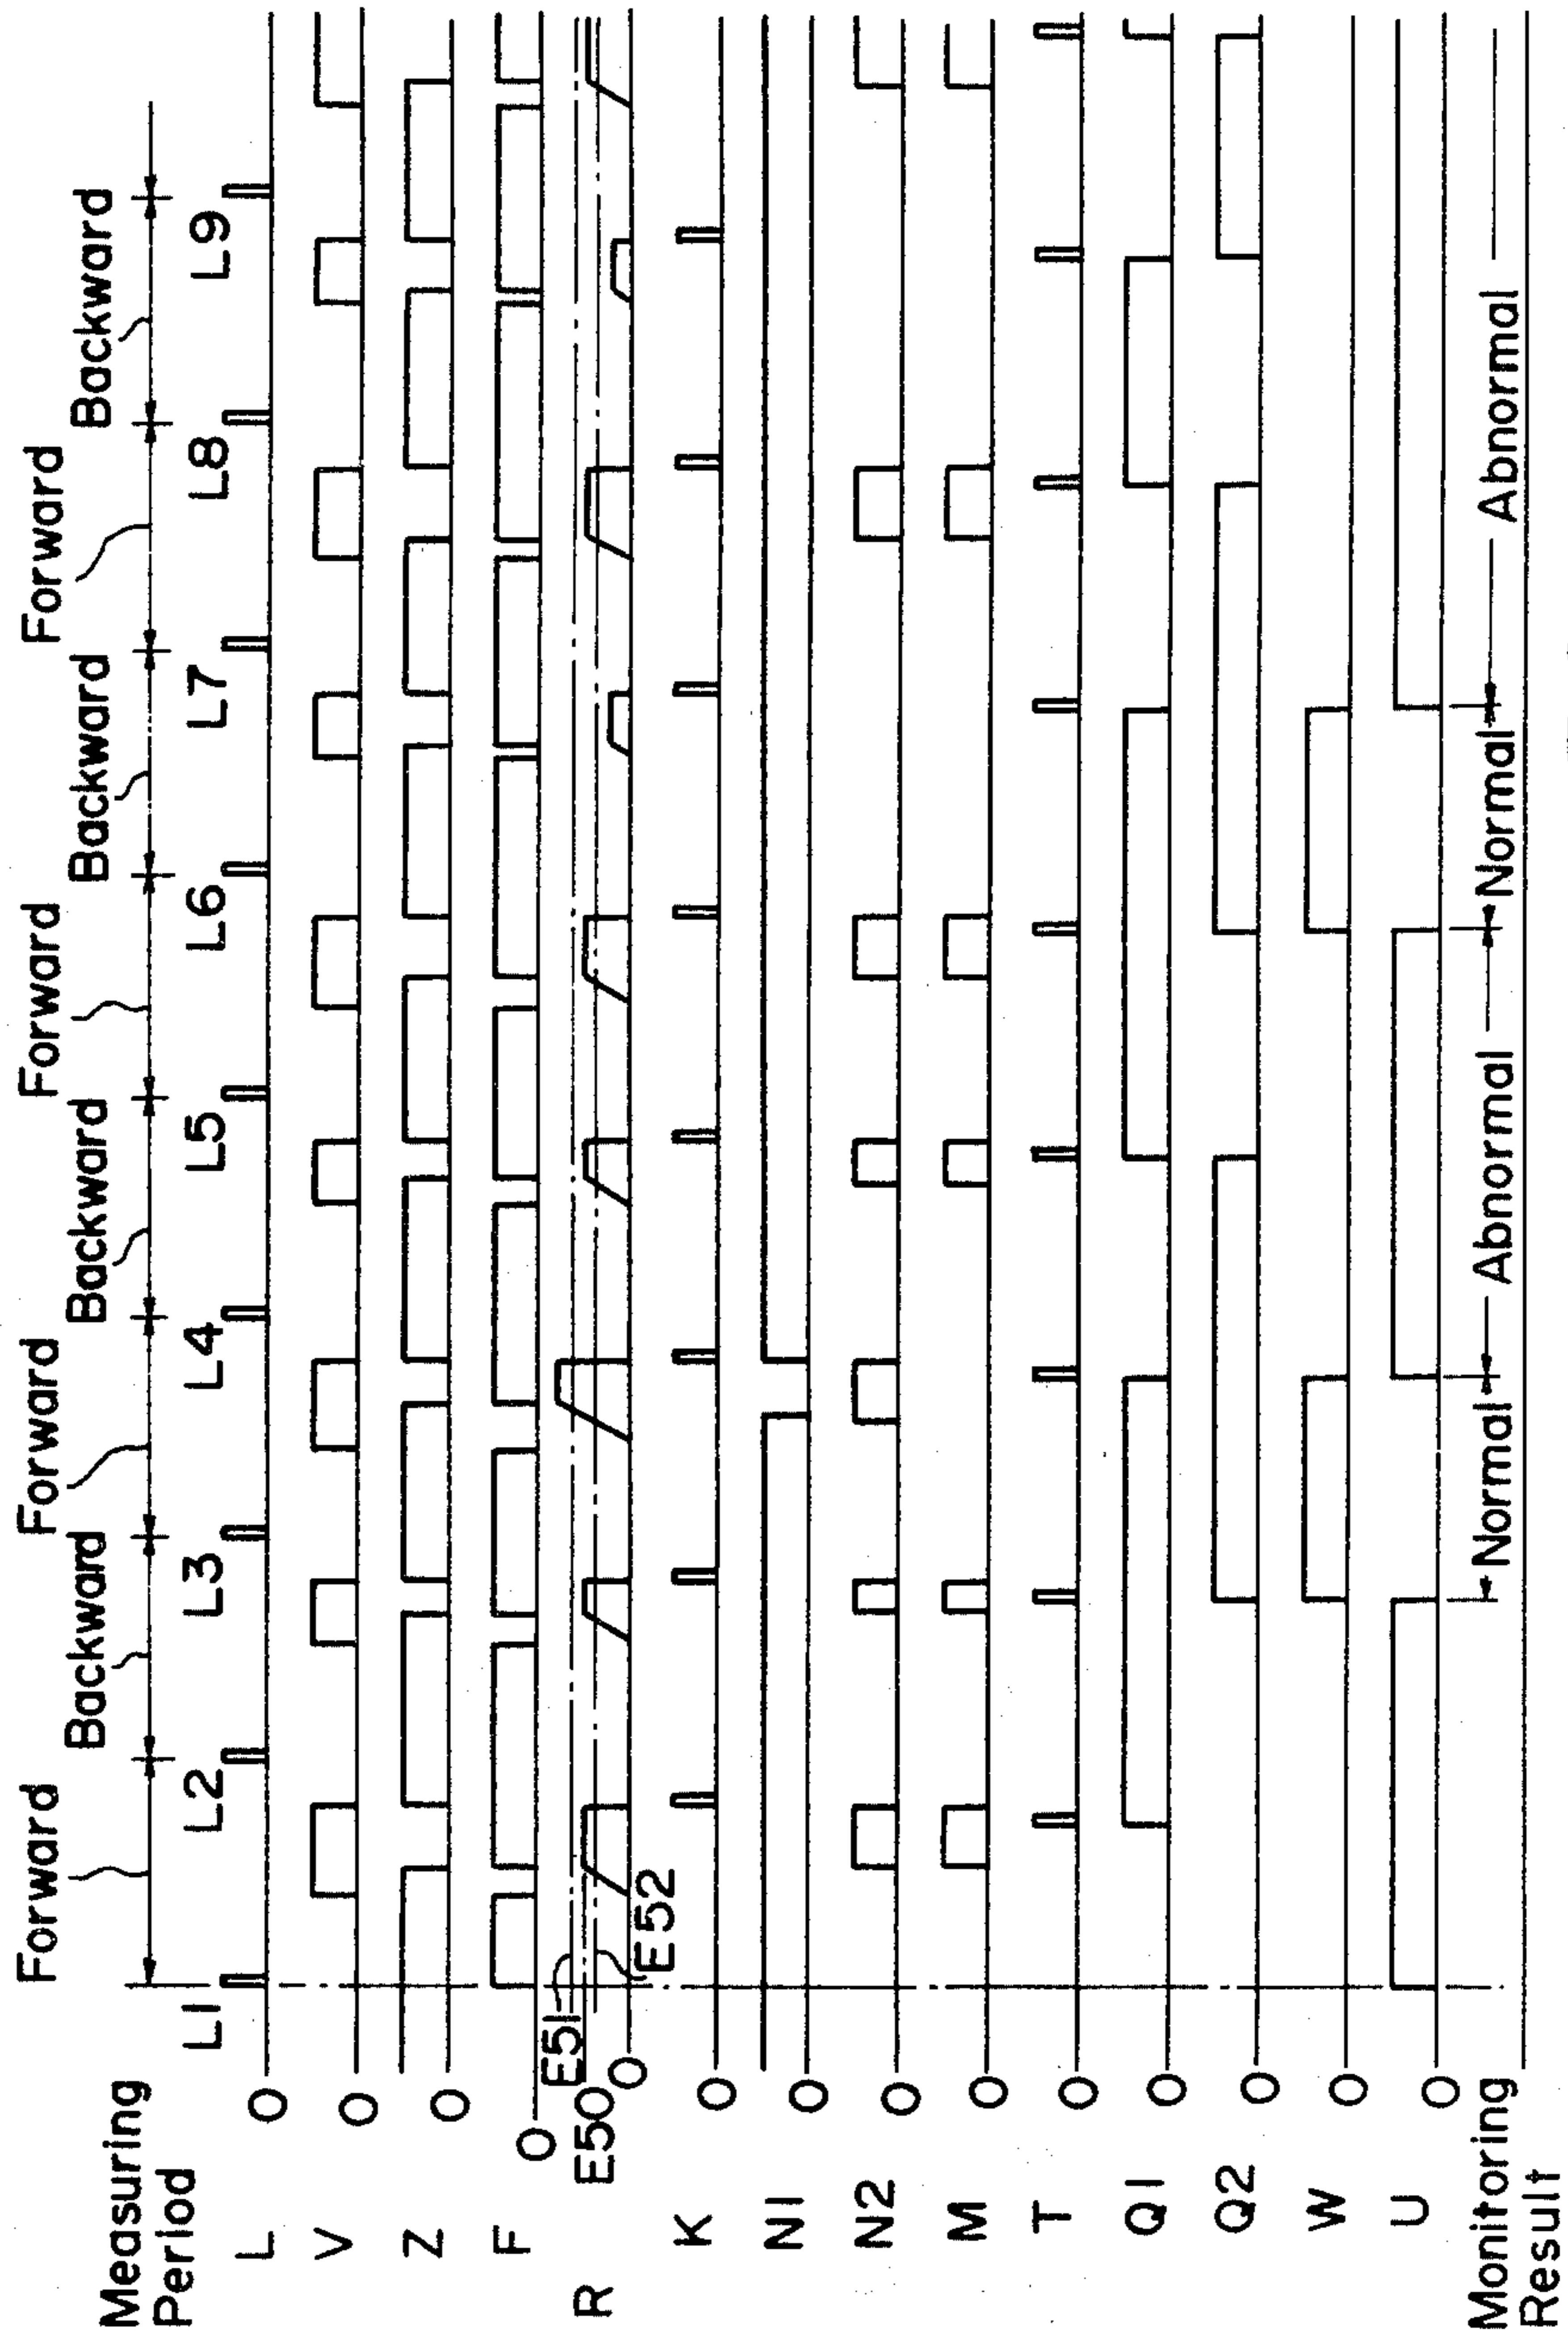 Measuring Period
Forward Backward Forward Backward Forward Backward Forward Backward
L1 L2 L3 L4 L5 L6 L7 L8 L9
L 0
V 0
Z 0
F 0
E51
R E50 0
E52
K 0
N1 0
N2 0
M 0
T 0
Q1 0
Q2 0
W 0
U 0
Monitoring Result
Normal Abnormal Normal Abnormal